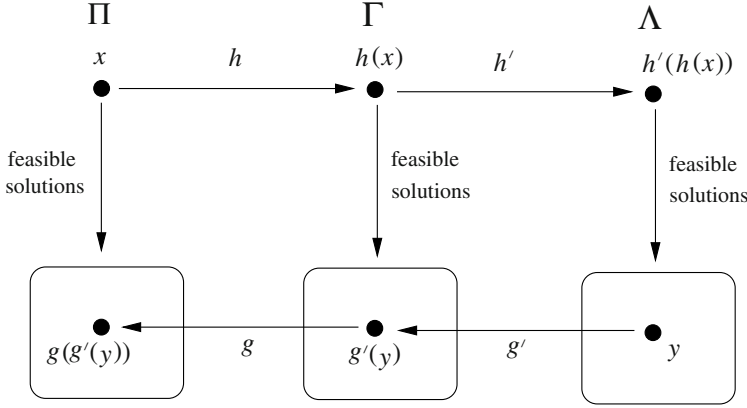 Π Γ Λ
x h h(x) h′ h′(h(x))
feasible solutions
feasible solutions
feasible solutions
g(g′(y)) g g′(y) g′ y